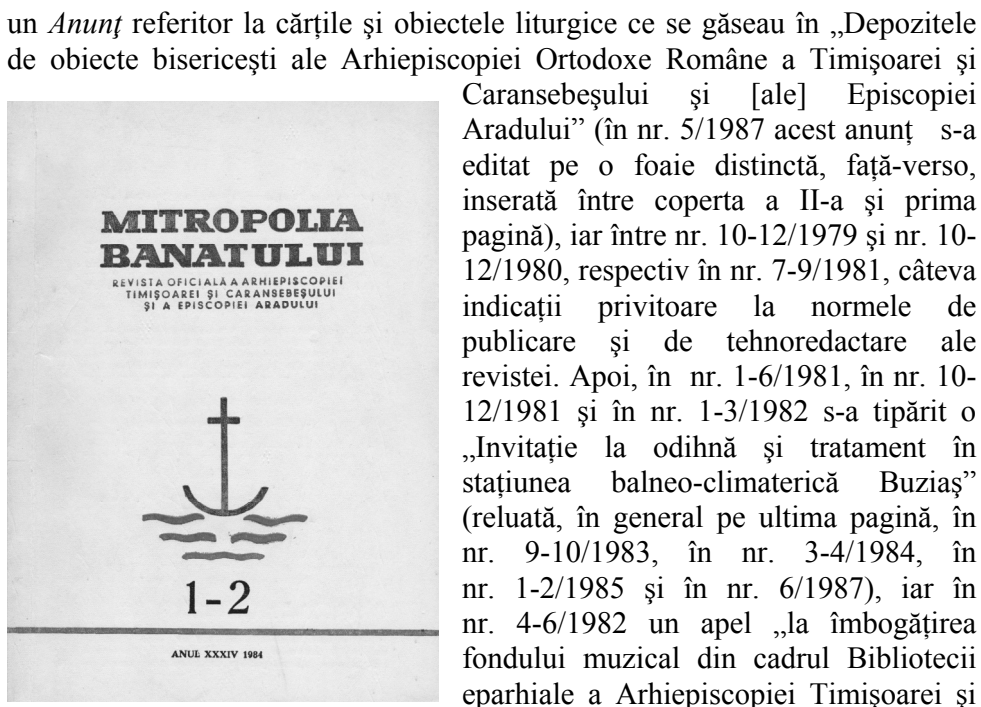 un Anunţ referitor la cărţile şi obiectele liturgice ce se găseau în „Depozitele
de obiecte bisericeşti ale Arhiepiscopiei Ortodoxe Române a Timişoarei şi
Caransebeşului şi [ale] Episcopiei
Aradului” (în nr. 5/1987 acest anunț s-a
editat pe o foaie distinctă, față-verso,
inserată între coperta a II-a şi prima
pagină), iar între nr. 10-12/1979 şi nr. 10-
12/1980, respectiv în nr. 7-9/1981, câteva
indicații privitoare la normele de
publicare şi de tehnoredactare ale
revistei. Apoi, în nr. 1-6/1981, în nr. 10-
12/1981 şi în nr. 1-3/1982 s-a tipărit o
„Invitație la odihnă şi tratament în
stațiunea balneo-climaterică Buziaş”
(reluată, în general pe ultima pagină, în
nr. 9-10/1983, în nr. 3-4/1984, în
nr. 1-2/1985 şi în nr. 6/1987), iar în
nr. 4-6/1982 un apel „la îmbogățirea
fondului muzical din cadrul Bibliotecii
eparhiale a Arhiepiscopiei Timişoarei şi
MITROPOLIA
BANATULUI
REVISTA OFICIALĂ A ARHIEPISCOPIEI
TIMIŞOAREI ŞI CARANSEBEŞULUI
ŞI A EPISCOPIEI ARADULUI
1-2
ANUL XXXIV 1984